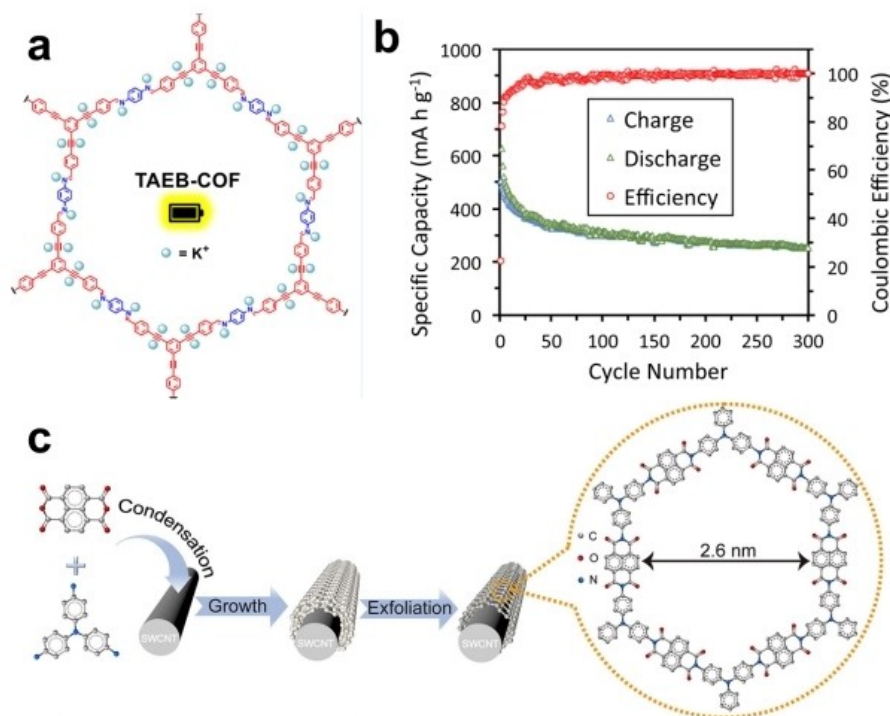 a
TAEB-COF
= K+
b
Specific Capacity (mA h g-1)
1000
900
800
600
400
200
0
Charge
Discharge
Efficiency
0
50
100
150
200
250
300
Cycle Number
100
80
60
40
20
0
Coulombic Efficiency (%)
c
Condensation
SWCNT
Growth
SWCNT
Exfoliation
SWCNT
C
O
N
2.6 nm